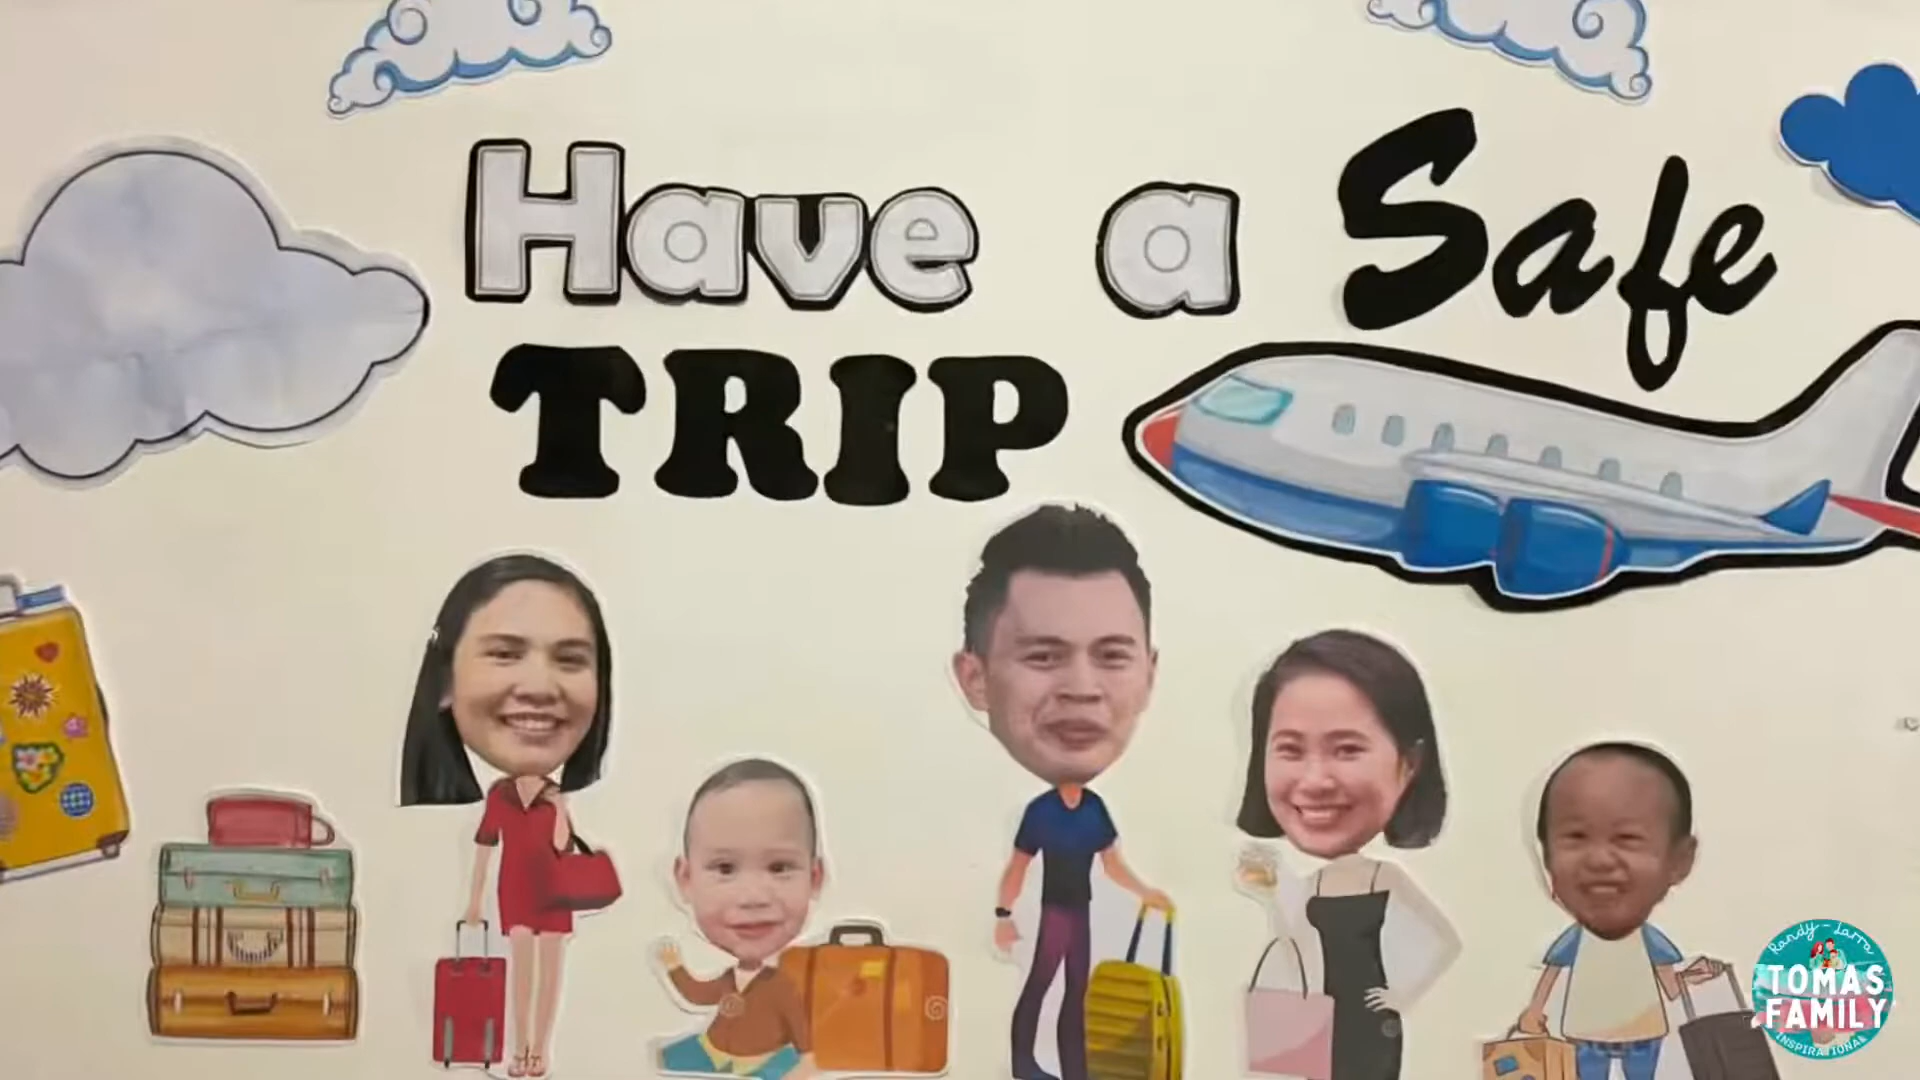 Have a Safe
TRIP
Randy - Larra
TOMAS
FAMILY
INSPIRATIONAL